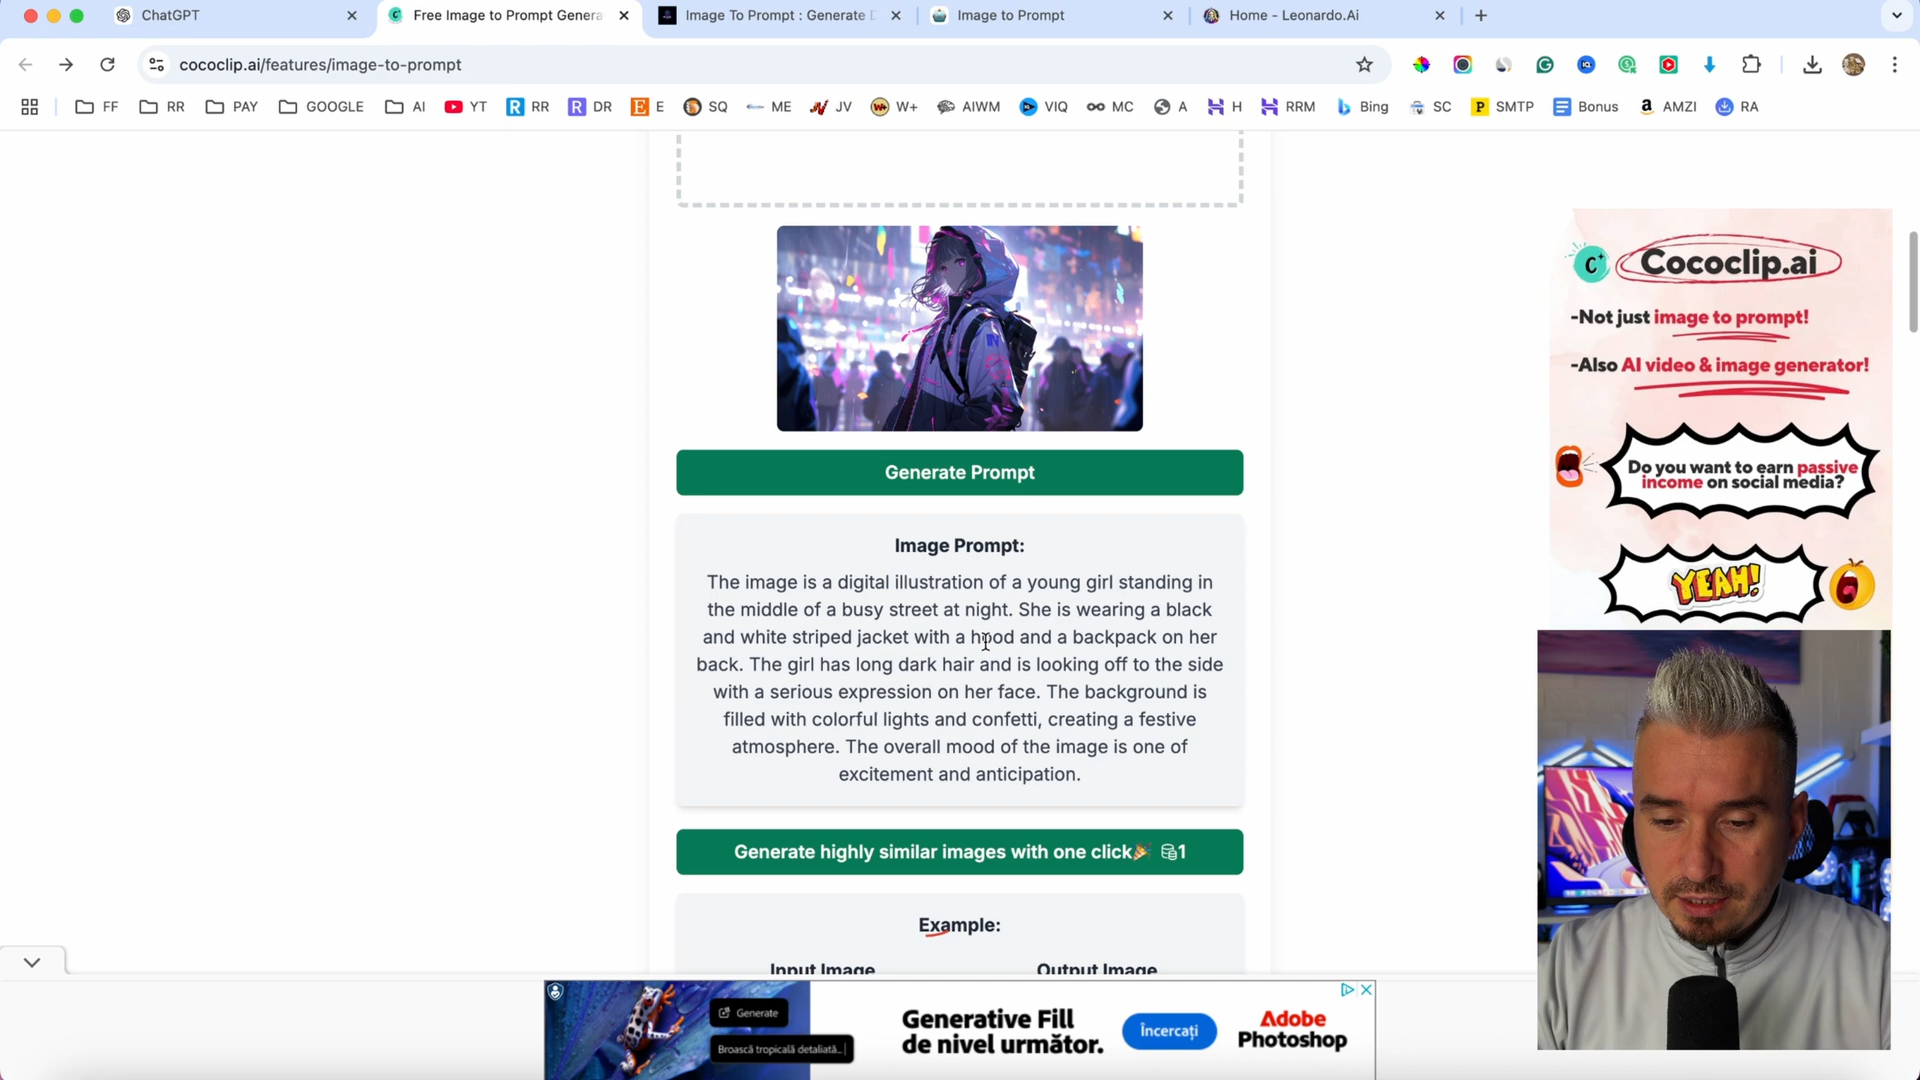 ChatGPT
Free Image to Prompt Genera
Image To Prompt : Generate D
Image to Prompt
Home - Leonardo.Ai
cococlip.ai/features/image-to-prompt
FF
RR
PAY
GOOGLE
AI
YT
RR
DR
E
SQ
ME
JV
W+
AIWM
VIQ
MC
A
H
RRM
Bing
SC
SMTP
Bonus
AMZI
RA
Generate Prompt
Image Prompt:
The image is a digital illustration of a young girl standing in
the middle of a busy street at night. She is wearing a black
and white striped jacket with a hood and a backpack on her
back. The girl has long dark hair and is looking off to the side
with a serious expression on her face. The background is
filled with colorful lights and confetti, creating a festive
atmosphere. The overall mood of the image is one of
excitement and anticipation.
Generate highly similar images with one click🎉 1
Example:
Input Image
Output Image
Cococlip.ai
-Not just image to prompt!
-Also AI video & image generator!
Do you want to earn passive
income on social media?
YEAH!
Generate
Broască tropicală detaliată...
Generative Fill
de nivel următor.
Încercați
Adobe
Photoshop